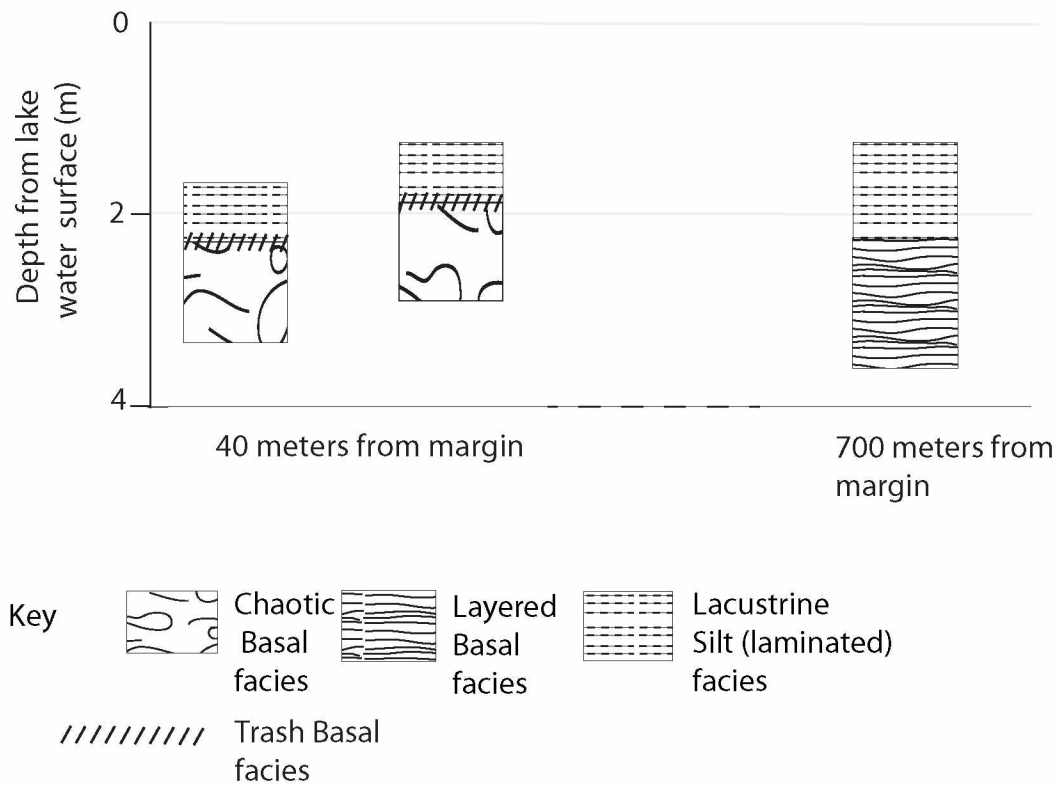 0
Depth from lake
water surface (m)
2
4
40 meters from margin
700 meters from
margin
Key
Chaotic
Basal
facies
Layered
Basal
facies
Lacustrine
Silt (laminated)
facies
Trash Basal
facies